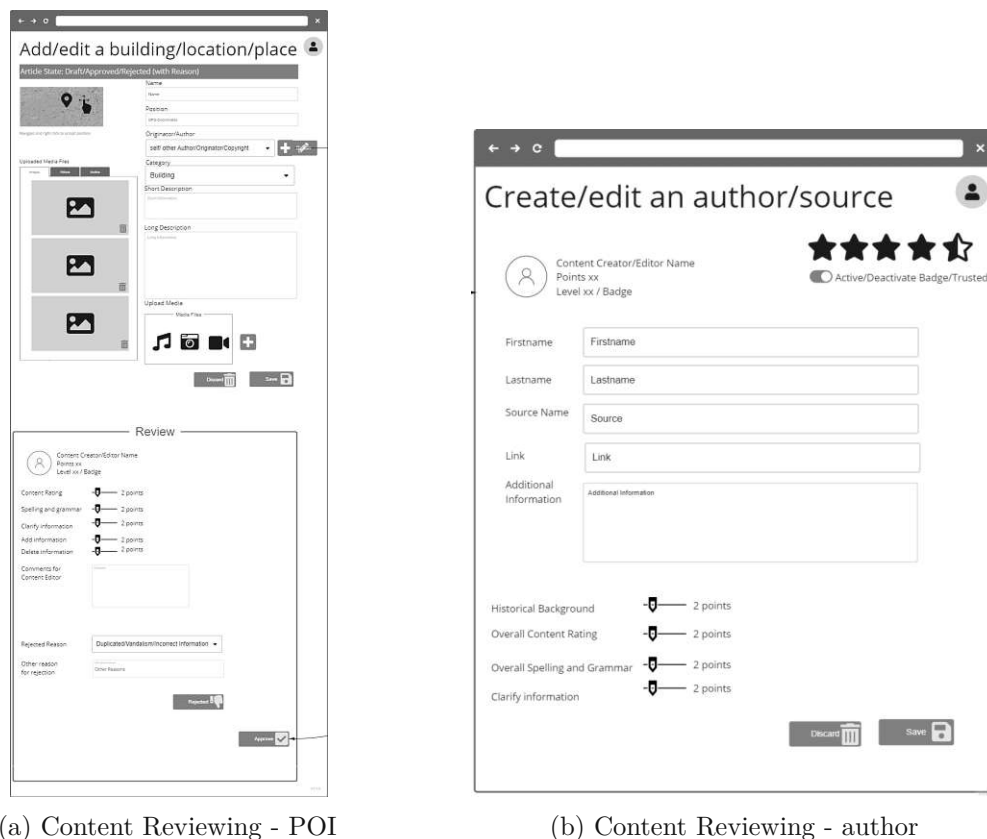 Add/edit a building/location/place
Article State: Draft/Approved/Rejected (with Reason)
Name
Name
Position
Originator/Author
self/ other Author/Originator/Copyright
Category
Building
Short Description
Uploaded Media Files
Long Description
Upload Media
Media Files
Discard
Save
Review
Content Creator/Editor Name
Points xx
Level xx / Badge
Content Rating 2 points
Spelling and grammar 2 points
Clarify information 2 points
Add information 2 points
Delete information 2 points
Comments for
Content Editor
Rejected Reason Duplicated/Vandalism/Incorrect Information
Other reason
for rejection
Other Reasons
Rejected
Approve
(a) Content Reviewing - POI
Create/edit an author/source
Content Creator/Editor Name
Points xx
Level xx / Badge
Active/Deactivate Badge/Trusted
Firstname Firstname
Lastname Lastname
Source Name Source
Link Link
Additional
Information
Additional Information
Historical Background 2 points
Overall Content Rating 2 points
Overall Spelling and Grammar 2 points
Clarify information 2 points
Discard
Save
(b) Content Reviewing - author